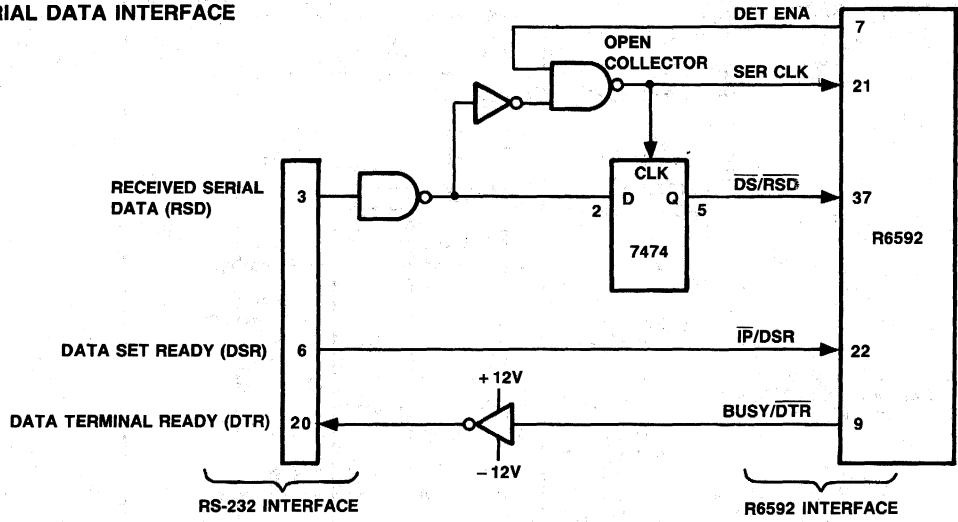 RIAL DATA INTERFACE
DET ENA
7
OPEN
COLLECTOR
SER CLK
21
RECEIVED SERIAL
DATA (RSD)
3
CLK
2
D
Q
5
7474
DS/RSD
37
R6592
DATA SET READY (DSR)
6
IP/DSR
22
+12V
DATA TERMINAL READY (DTR)
20
BUSY/DTR
9
-12V
RS-232 INTERFACE
R6592 INTERFACE